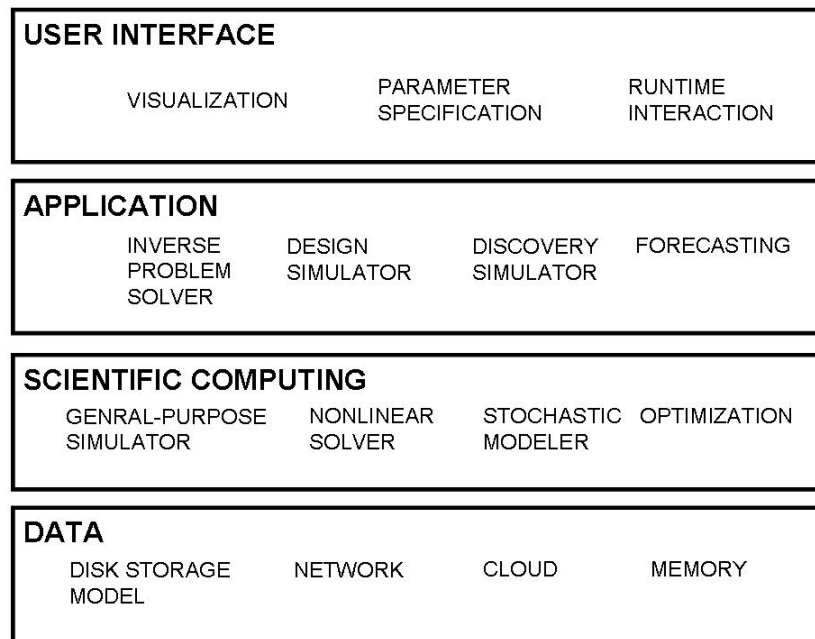 USER INTERFACE
VISUALIZATION
PARAMETER
SPECIFICATION
RUNTIME
INTERACTION
APPLICATION
INVERSE
PROBLEM
SOLVER
DESIGN
SIMULATOR
DISCOVERY
SIMULATOR
FORECASTING
SCIENTIFIC COMPUTING
GENRAL-PURPOSE
SIMULATOR
NONLINEAR
SOLVER
STOCHASTIC
MODELER
OPTIMIZATION
DATA
DISK STORAGE
MODEL
NETWORK
CLOUD
MEMORY